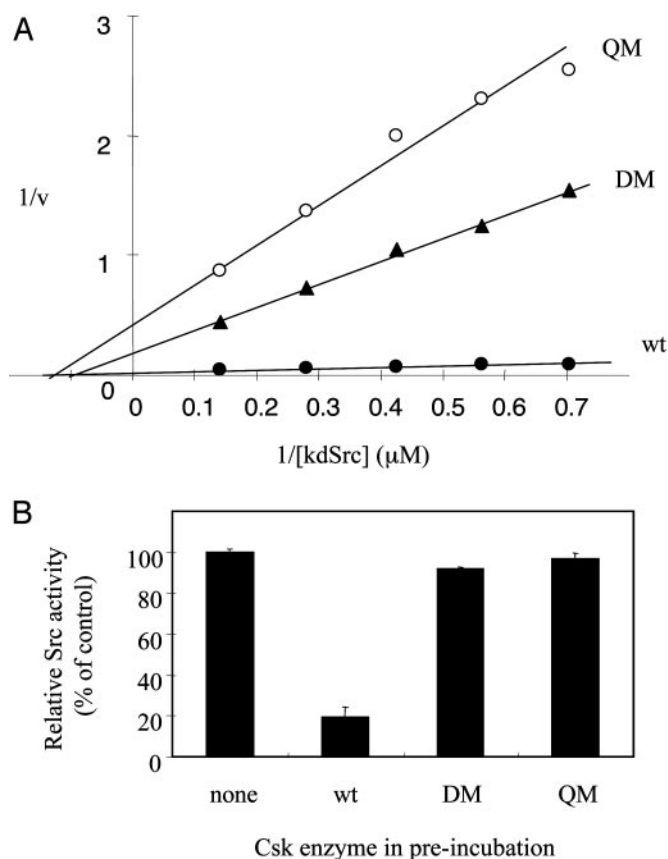 A
3
QM
2
1/v
DM
1
wt
0
0 0.1 0.2 0.3 0.4 0.5 0.6 0.7
1/[kdSrc] (μM)
B
Relative Src activity
(% of control)
100
80
60
40
20
0
none wt DM QM
Csk enzyme in pre-incubation